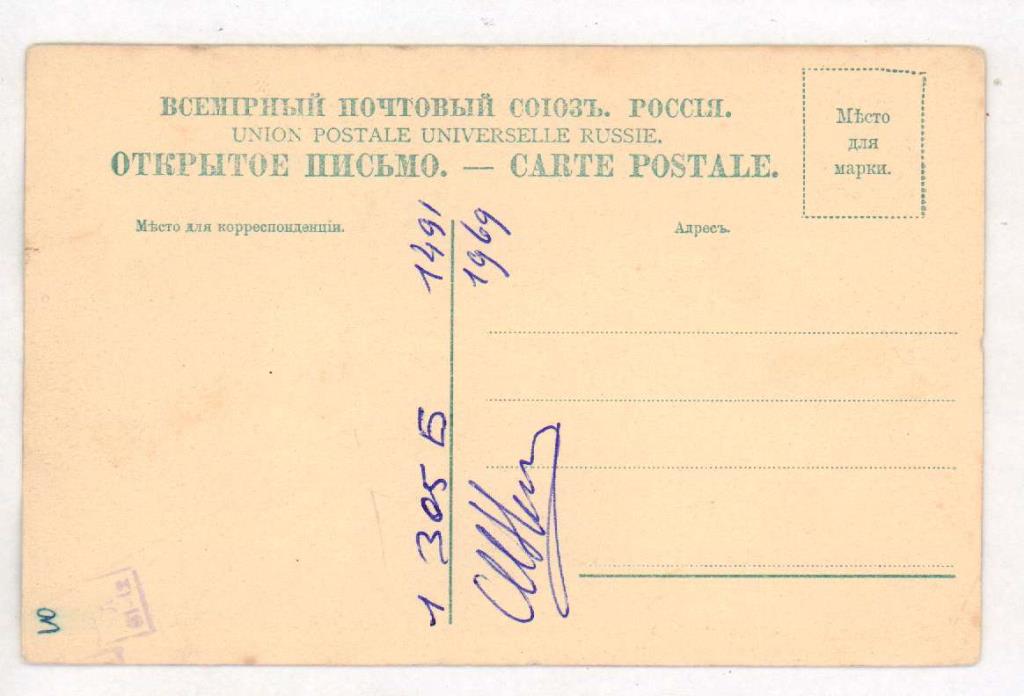 ВСЕМІРНЫЙ ПОЧТОВЫЙ СОЮЗЪ. РОССІЯ.
UNION POSTALE UNIVERSELLE RUSSIE.
ОТКРЫТОЕ ПИСЬМО. — CARTE POSTALE.
Мѣсто
для
марки.
Мѣсто для корреспонденціи.
Адресъ.
1 305 Б 1491
1969